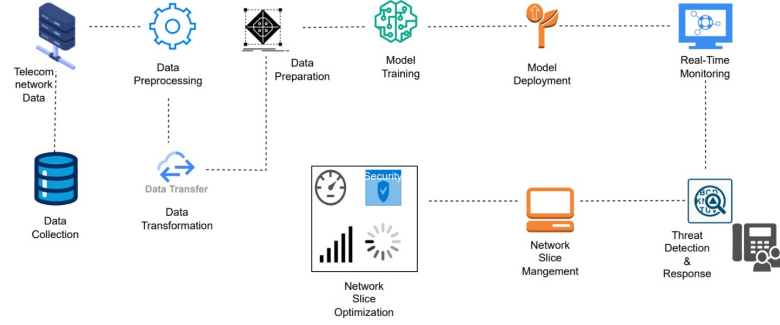 Telecom
network
Data
Data
Preprocessing
Data
Preparation
Model
Training
Model
Deployment
Real-Time
Monitoring
Data
Collection
Data Transfer
Data
Transformation
Security
Network
Slice
Optimization
Network
Slice
Mangement
BCD
Threat
Detection
&
Response